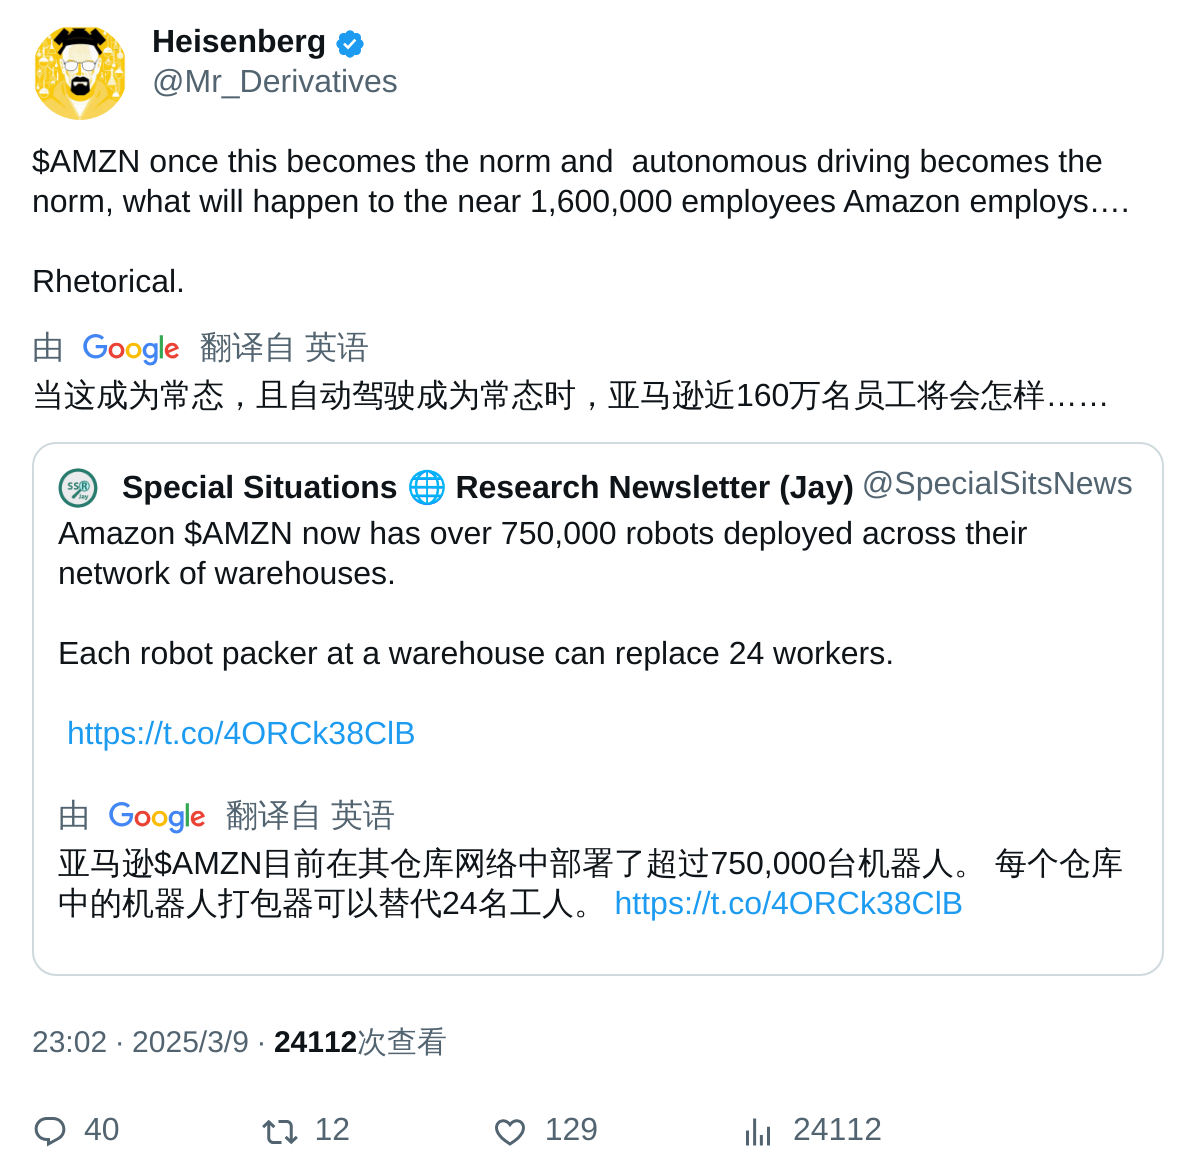 Heisenberg
@Mr_Derivatives
$AMZN once this becomes the norm and  autonomous driving becomes the
norm, what will happen to the near 1,600,000 employees Amazon employs….
Rhetorical.
由 Google 翻译自 英语
当这成为常态，且自动驾驶成为常态时，亚马逊近160万名员工将会怎样……
Special Situations 🌐 Research Newsletter (Jay) @SpecialSitsNews
Amazon $AMZN now has over 750,000 robots deployed across their
network of warehouses.
Each robot packer at a warehouse can replace 24 workers.
https://t.co/4ORCk38ClB
由 Google 翻译自 英语
亚马逊$AMZN目前在其仓库网络中部署了超过750,000台机器人。 每个仓库
中的机器人打包器可以替代24名工人。 https://t.co/4ORCk38ClB
23:02 · 2025/3/9 · 24112次查看
40 12 129 24112